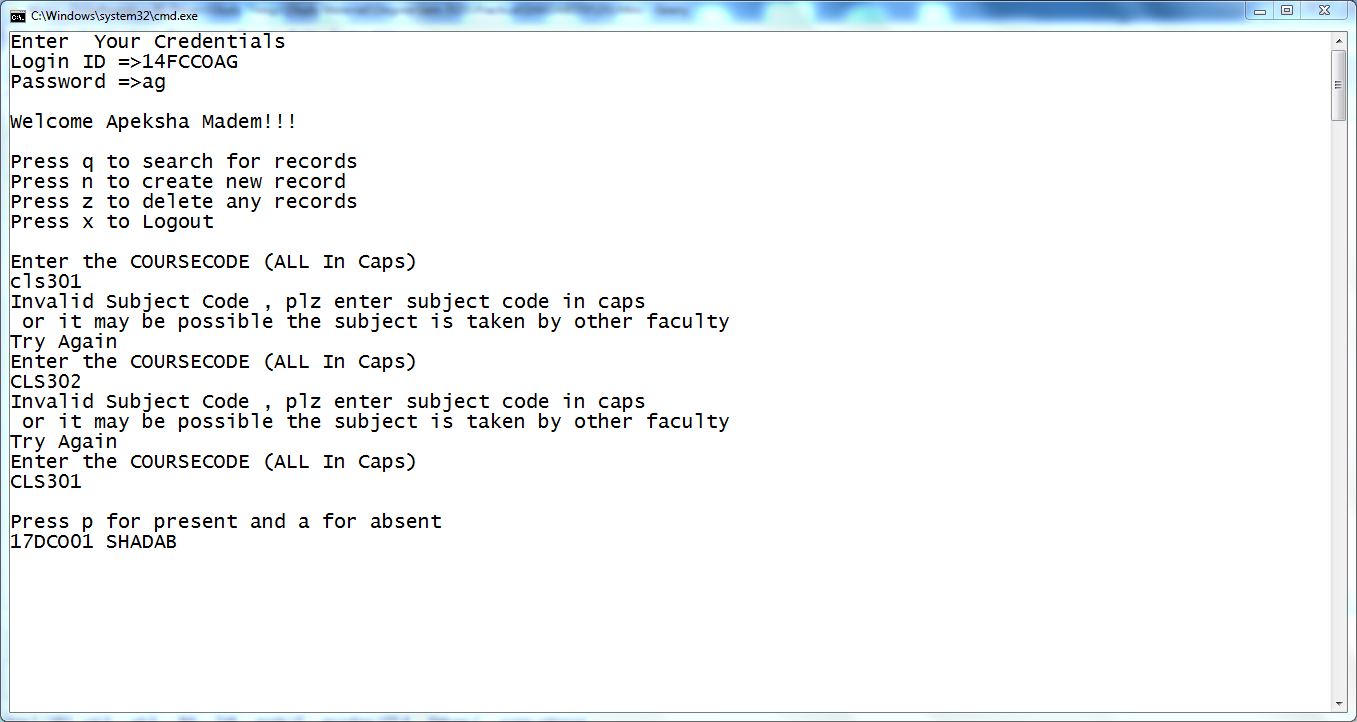 C:\Windows\system32\cmd.exe
Enter  Your Credentials
Login ID =>14FCCOAG
Password =>ag
Welcome Apeksha Madem!!!
Press q to search for records
Press n to create new record
Press z to delete any records
Press x to Logout
Enter the COURSECODE (ALL In Caps)
cls301
Invalid Subject Code , plz enter subject code in caps
 or it may be possible the subject is taken by other faculty
Try Again
Enter the COURSECODE (ALL In Caps)
CLS302
Invalid Subject Code , plz enter subject code in caps
 or it may be possible the subject is taken by other faculty
Try Again
Enter the COURSECODE (ALL In Caps)
CLS301
Press p for present and a for absent
17DCO01 SHADAB